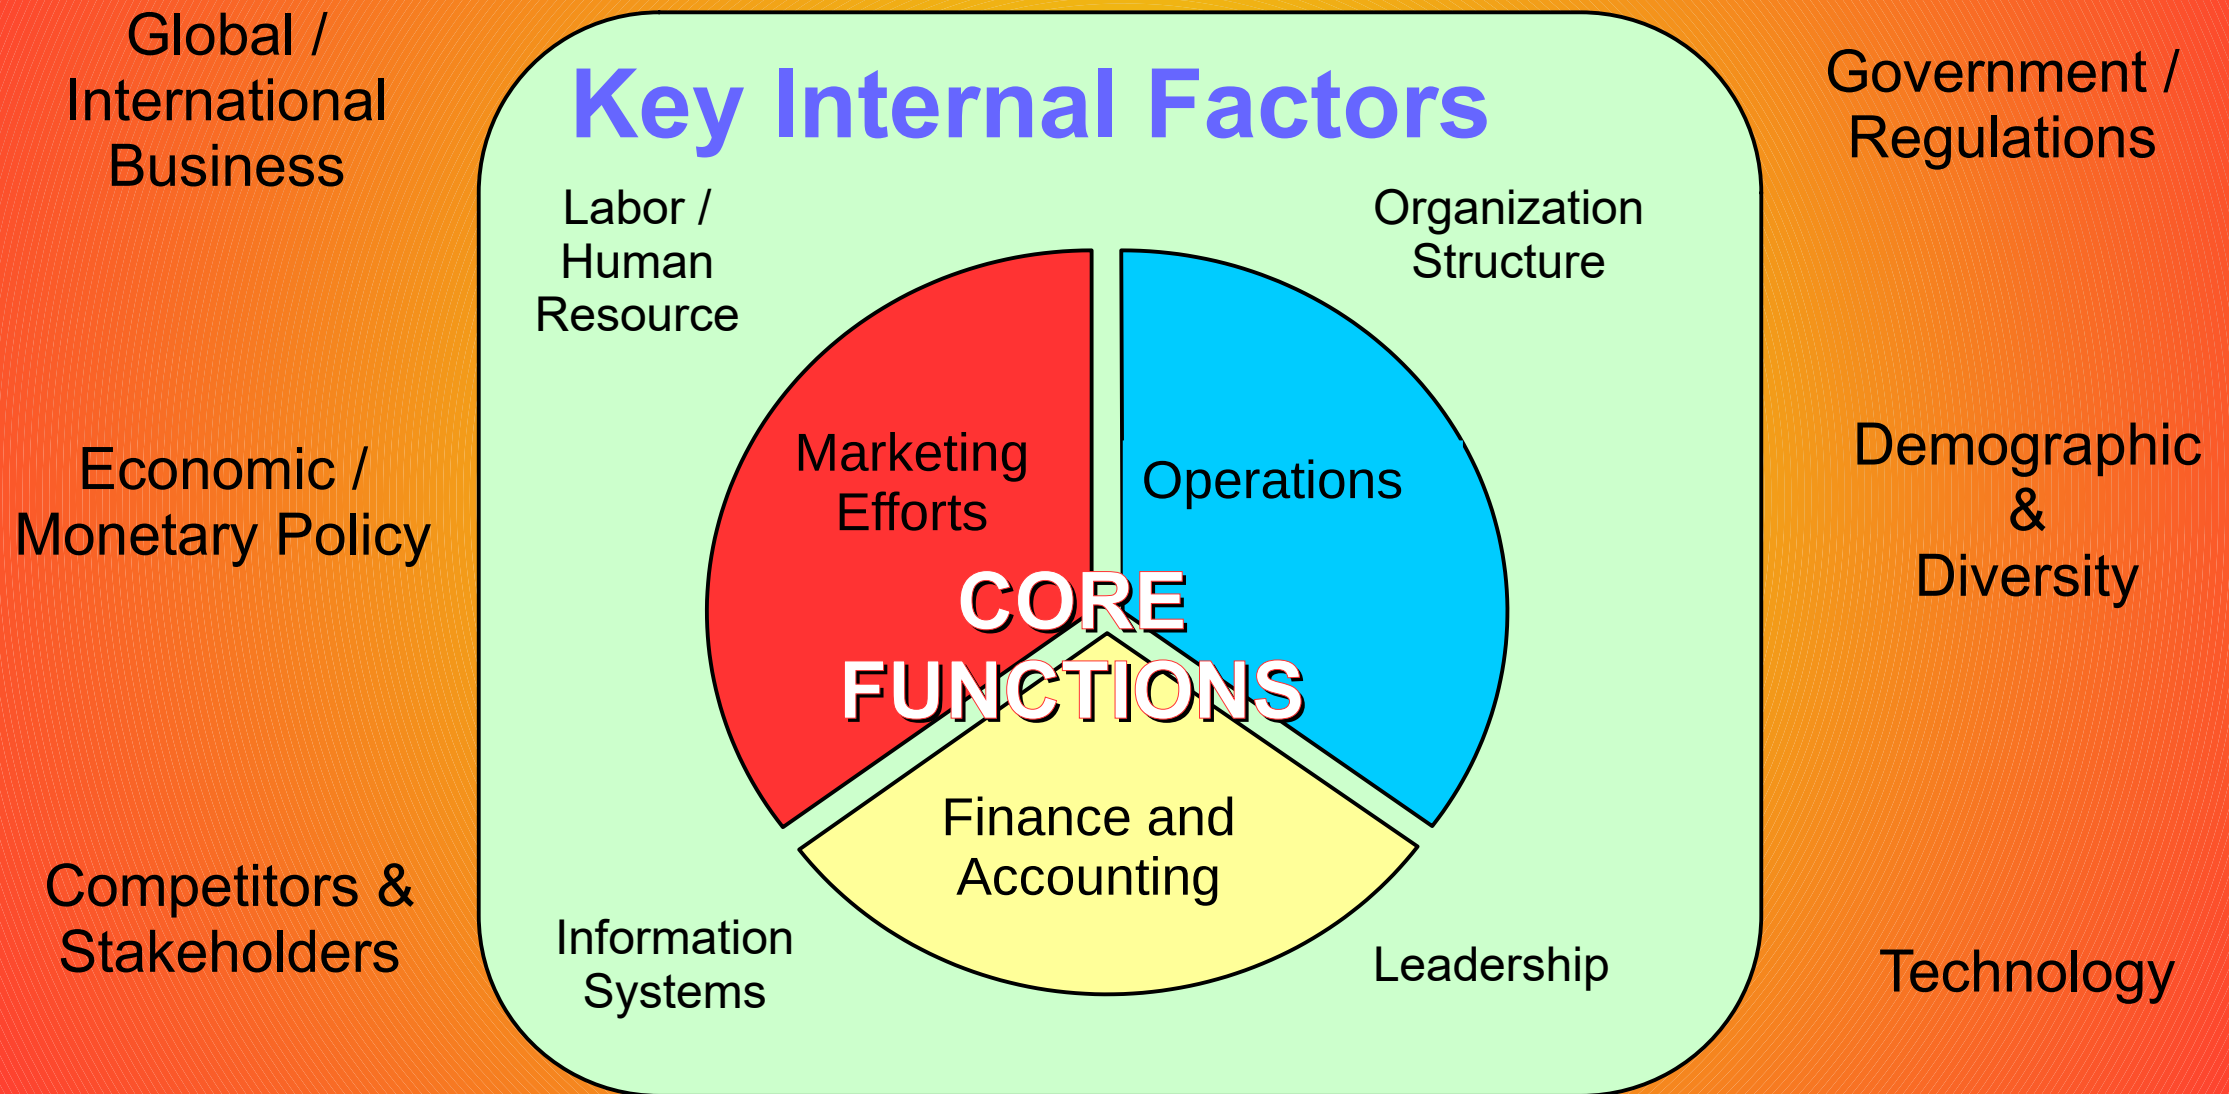 Global /
International
Business
Economic /
Monetary Policy
Competitors &
Stakeholders
Key Internal Factors
Labor /
Human
Resource
Organization
Structure
Marketing
Efforts
Operations
CORE
FUNCTIONS
Finance and
Accounting
Information
Systems
Leadership
Government /
Regulations
Demographic
&
Diversity
Technology